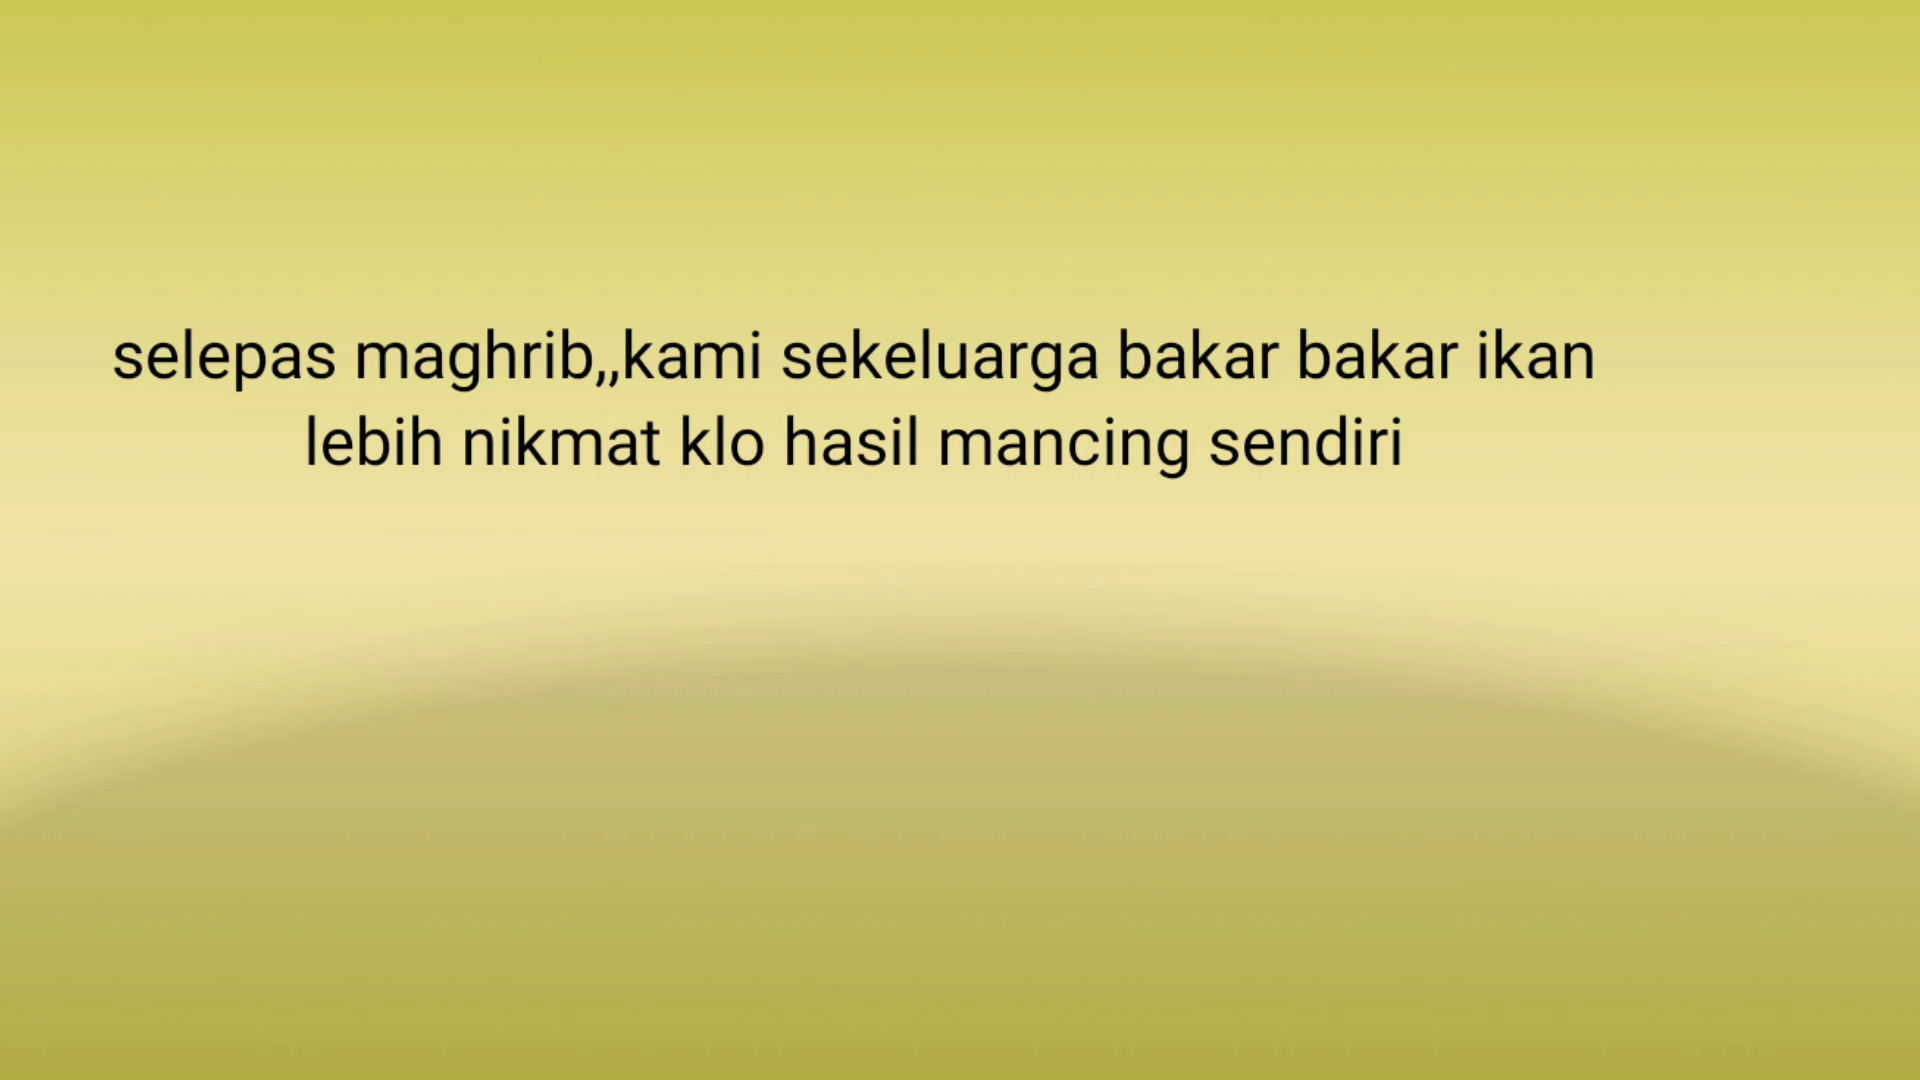 selepas maghrib,,kami sekeluarga bakar bakar ikan
lebih nikmat klo hasil mancing sendiri